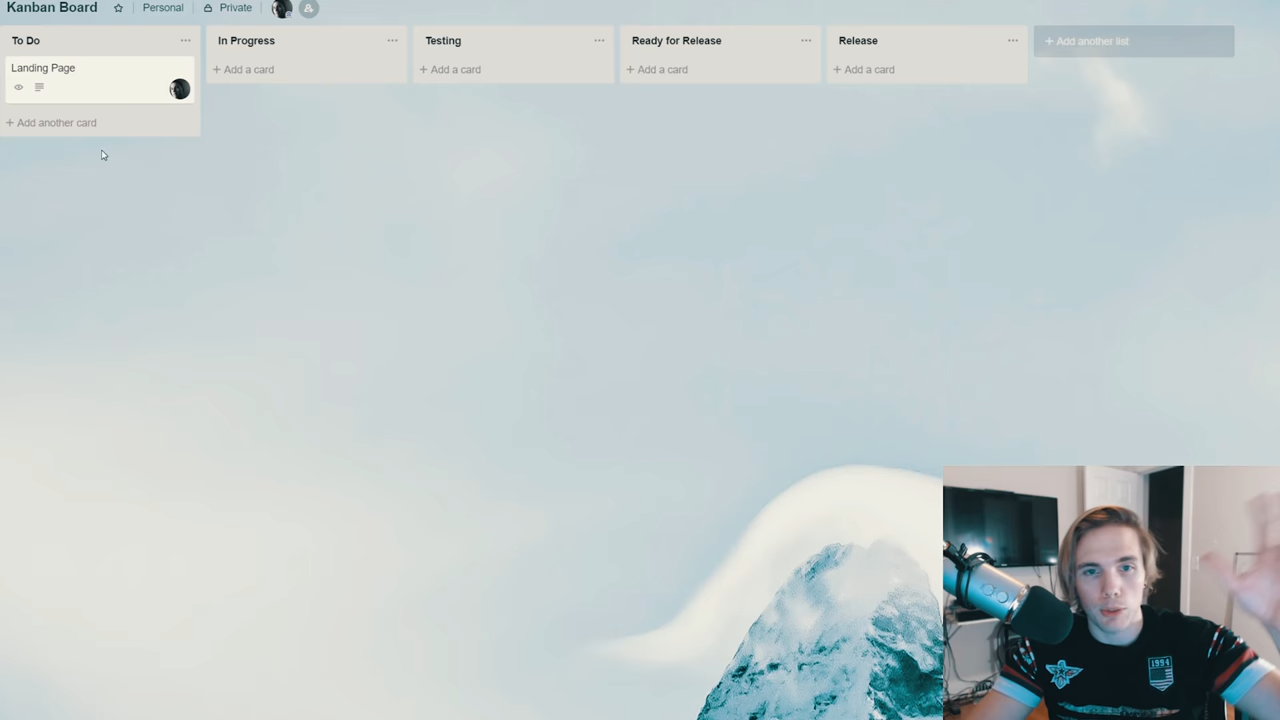 Kanban Board Personal Private
To Do
Landing Page
+ Add another card
In Progress
+ Add a card
Testing
+ Add a card
Ready for Release
+ Add a card
Release
+ Add a card
+ Add another list
1994